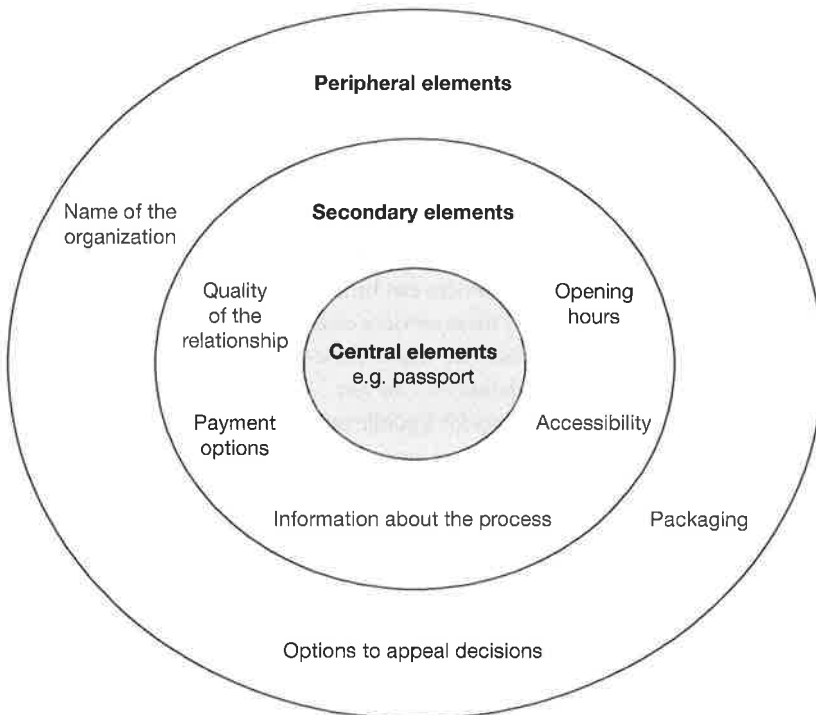 Peripheral elements
Name of the
organization
Secondary elements
Quality
of the
relationship
Opening
hours
Central elements
e.g. passport
Payment
options
Accessibility
Information about the process
Packaging
Options to appeal decisions